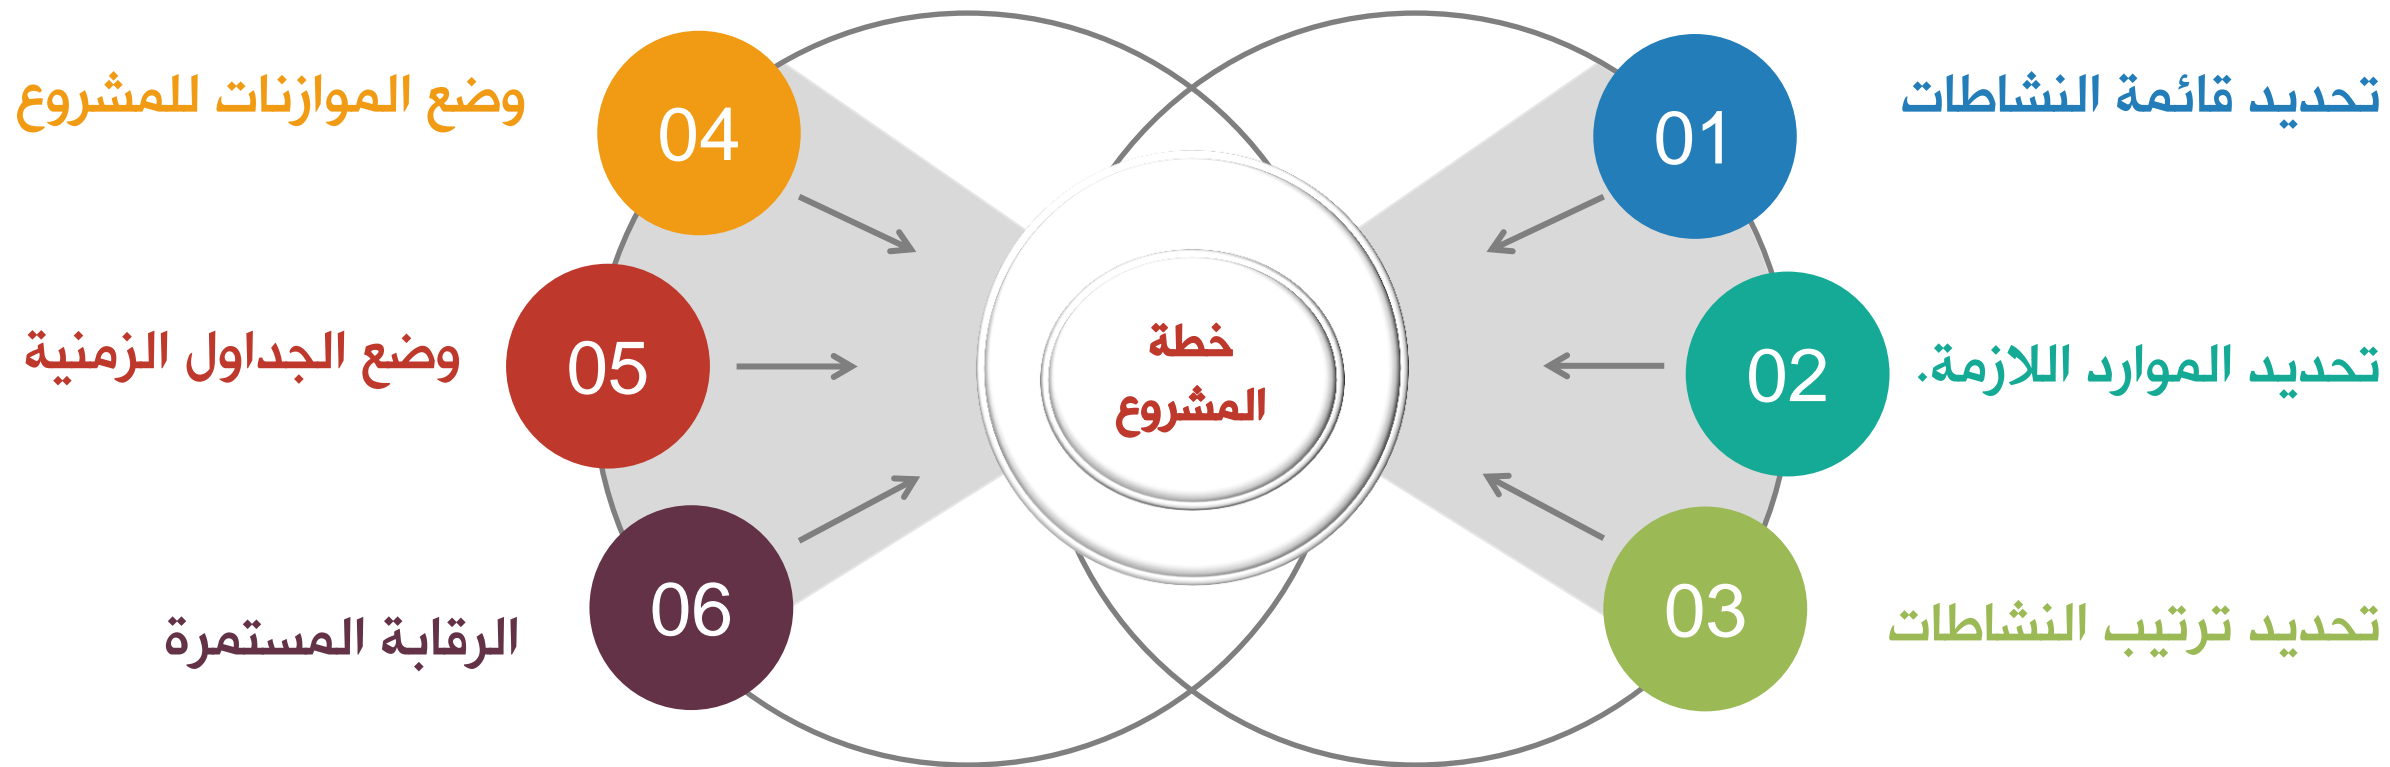 01
تحديد قائمة النشاطات
02
تحديد الموارد اللازمة.
03
تحديد ترتيب النشاطات
خطة
المشروع
04
وضع الموازنات للمشروع
05
وضع الجداول الزمنية
06
الرقابة المستمرة